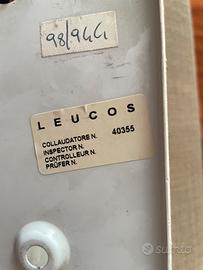 98/944
LEUCOS
COLLAUDATORE N. 40355
INSPECTOR N.
CONTROLLEUR N.
PRÜFER N.
subito